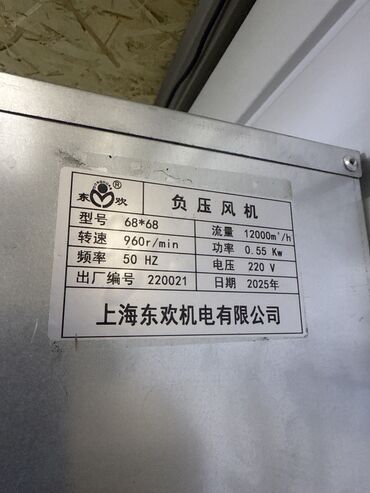 东欢®
负压风机
型号 68*68
流量 12000m³/h
转速 960r/min
功率 0.55 Kw
频率 50 HZ
电压 220 V
出厂编号 220021
日期 2025年
上海东欢机电有限公司